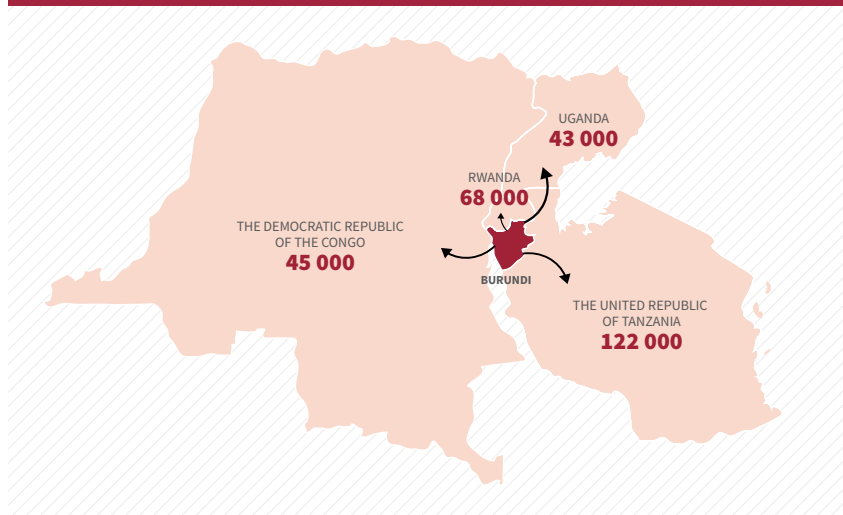 UGANDA
43 000
RWANDA
68 000
THE DEMOCRATIC REPUBLIC
OF THE CONGO
45 000
BURUNDI
THE UNITED REPUBLIC
OF TANZANIA
122 000